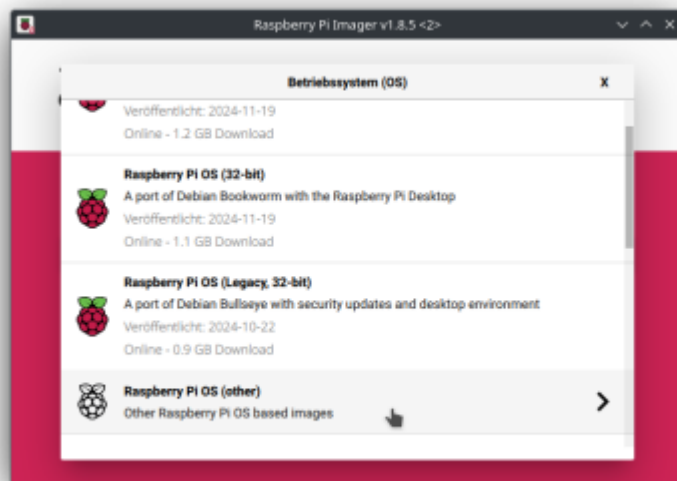 Raspberry Pi Imager v1.8.5 <2>
Betriebssystem (OS)
X
Veröffentlicht: 2024-11-19
Online - 1.2 GB Download
Raspberry Pi OS (32-bit)
A port of Debian Bookworm with the Raspberry Pi Desktop
Veröffentlicht: 2024-11-19
Online - 1.1 GB Download
Raspberry Pi OS (Legacy, 32-bit)
A port of Debian Bullseye with security updates and desktop environment
Veröffentlicht: 2024-10-22
Online - 0.9 GB Download
Raspberry Pi OS (other)
Other Raspberry Pi OS based images